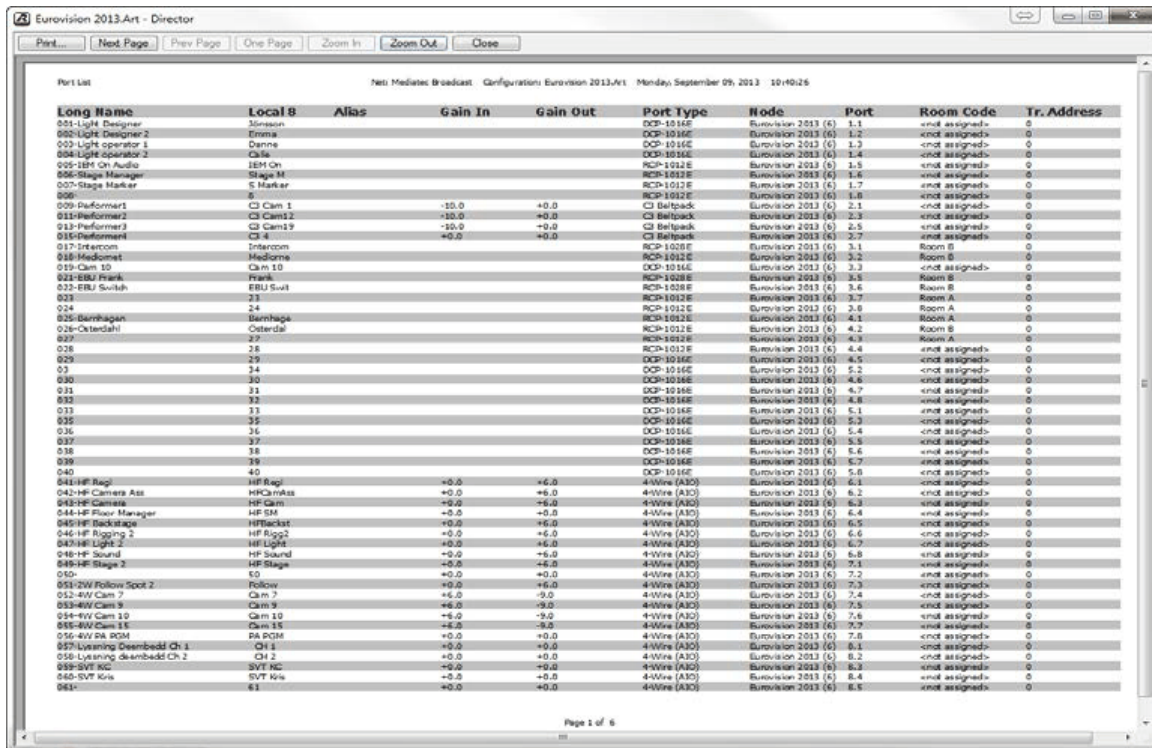 Eurovision 2013.Art - Director
Print... Next Page Prev Page One Page Zoom In Zoom Out Close
Port List Net: Mediatec Broadcast Configuration: Eurovision 2013.Art Monday, September 09, 2013 10:40:26
Long Name Local 8 Alias Gain In Gain Out Port Type Node Port Room Code Tr. Address
001-Light Designer Jönsson DCP-1016E Eurovision 2013 (6) 1.1 <not assigned> 0
002-Light Designer 2 Emma DCP-1016E Eurovision 2013 (6) 1.2 <not assigned> 0
003-Light operator 1 Danne DCP-1016E Eurovision 2013 (6) 1.3 <not assigned> 0
004-Light operator 2 Calle DCP-1016E Eurovision 2013 (6) 1.4 <not assigned> 0
005-IEM On Audio IEM On RCP-1012E Eurovision 2013 (6) 1.5 <not assigned> 0
006-Stage Manager Stage M RCP-1012E Eurovision 2013 (6) 1.6 <not assigned> 0
007-Stage Marker S Marker RCP-1012E Eurovision 2013 (6) 1.7 <not assigned> 0
008- 8 RCP-1012E Eurovision 2013 (6) 1.8 <not assigned> 0
009-Performer1 C3 Cam 1 -10.0 +0.0 C3 Beltpack Eurovision 2013 (6) 2.1 <not assigned> 0
011-Performer2 C3 Cam12 -10.0 +0.0 C3 Beltpack Eurovision 2013 (6) 2.3 <not assigned> 0
013-Performer3 C3 Cam19 -10.0 +0.0 C3 Beltpack Eurovision 2013 (6) 2.5 <not assigned> 0
015-Performer4 C3 4 +0.0 +0.0 C3 Beltpack Eurovision 2013 (6) 2.7 <not assigned> 0
017-Intercom Intercom RCP-1028E Eurovision 2013 (6) 3.1 Room B 0
018-Mediornet Mediorne RCP-1012E Eurovision 2013 (6) 3.2 Room B 0
019-Cam 10 Cam 10 DCP-1016E Eurovision 2013 (6) 3.3 <not assigned> 0
021-EBU Frank Frank RCP-1028E Eurovision 2013 (6) 3.5 Room B 0
022-EBU Switch EBU Swit RCP-1028E Eurovision 2013 (6) 3.6 Room B 0
023 23 RCP-1012E Eurovision 2013 (6) 3.7 Room A 0
024 24 RCP-1012E Eurovision 2013 (6) 3.8 Room A 0
025-Bernhagen Bernhage RCP-1012E Eurovision 2013 (6) 4.1 Room A 0
026-Osterdahl Österdal RCP-1012E Eurovision 2013 (6) 4.2 Room B 0
027 27 RCP-1012E Eurovision 2013 (6) 4.3 Room A 0
028 28 RCP-1012E Eurovision 2013 (6) 4.4 <not assigned> 0
029 29 DCP-1016E Eurovision 2013 (6) 4.5 <not assigned> 0
03 34 DCP-1016E Eurovision 2013 (6) 5.2 <not assigned> 0
030 30 DCP-1016E Eurovision 2013 (6) 4.6 <not assigned> 0
031 31 DCP-1016E Eurovision 2013 (6) 4.7 <not assigned> 0
032 32 DCP-1016E Eurovision 2013 (6) 4.8 <not assigned> 0
033 33 DCP-1016E Eurovision 2013 (6) 5.1 <not assigned> 0
035 35 DCP-1016E Eurovision 2013 (6) 5.3 <not assigned> 0
036 36 DCP-1016E Eurovision 2013 (6) 5.4 <not assigned> 0
037 37 DCP-1016E Eurovision 2013 (6) 5.5 <not assigned> 0
038 38 DCP-1016E Eurovision 2013 (6) 5.6 <not assigned> 0
039 39 DCP-1016E Eurovision 2013 (6) 5.7 <not assigned> 0
040 40 DCP-1016E Eurovision 2013 (6) 5.8 <not assigned> 0
041-HF Regi HF Regi +0.0 +6.0 4-Wire (AIO) Eurovision 2013 (6) 6.1 <not assigned> 0
042-HF Camera Ass HFCamAss +0.0 +6.0 4-Wire (AIO) Eurovision 2013 (6) 6.2 <not assigned> 0
043-HF Camera HF Cam +0.0 +6.0 4-Wire (AIO) Eurovision 2013 (6) 6.3 <not assigned> 0
044-HF Floor Manager HF SM +0.0 +6.0 4-Wire (AIO) Eurovision 2013 (6) 6.4 <not assigned> 0
045-HF Backstage HFBackst +0.0 +6.0 4-Wire (AIO) Eurovision 2013 (6) 6.5 <not assigned> 0
046-HF Rigging 2 HF Rigg2 +0.0 +6.0 4-Wire (AIO) Eurovision 2013 (6) 6.6 <not assigned> 0
047-HF Light 2 HF Light +0.0 +6.0 4-Wire (AIO) Eurovision 2013 (6) 6.7 <not assigned> 0
048-HF Sound HF Sound +0.0 +6.0 4-Wire (AIO) Eurovision 2013 (6) 6.8 <not assigned> 0
049-HF Stage 2 HF Stage +0.0 +6.0 4-Wire (AIO) Eurovision 2013 (6) 7.1 <not assigned> 0
050- 50 +0.0 +0.0 4-Wire (AIO) Eurovision 2013 (6) 7.2 <not assigned> 0
051-2W Follow Spot 2 Follow +0.0 +6.0 4-Wire (AIO) Eurovision 2013 (6) 7.3 <not assigned> 0
052-4W Cam 7 Cam 7 +6.0 -9.0 4-Wire (AIO) Eurovision 2013 (6) 7.4 <not assigned> 0
053-4W Cam 9 Cam 9 +6.0 -9.0 4-Wire (AIO) Eurovision 2013 (6) 7.5 <not assigned> 0
054-4W Cam 10 Cam 10 +6.0 -9.0 4-Wire (AIO) Eurovision 2013 (6) 7.6 <not assigned> 0
055-4W Cam 15 Cam 15 +6.0 -9.0 4-Wire (AIO) Eurovision 2013 (6) 7.7 <not assigned> 0
056-4W PA PGM PA PGM +0.0 +0.0 4-Wire (AIO) Eurovision 2013 (6) 7.8 <not assigned> 0
057-Lyssning Deembedd Ch 1 CH 1 +0.0 +0.0 4-Wire (AIO) Eurovision 2013 (6) 8.1 <not assigned> 0
058-Lyssning deembedd Ch 2 CH 2 +0.0 +0.0 4-Wire (AIO) Eurovision 2013 (6) 8.2 <not assigned> 0
059-SVT KC SVT KC +0.0 +0.0 4-Wire (AIO) Eurovision 2013 (6) 8.3 <not assigned> 0
060-SVT Kris SVT Kris +0.0 +0.0 4-Wire (AIO) Eurovision 2013 (6) 8.4 <not assigned> 0
061- 61 +0.0 +0.0 4-Wire (AIO) Eurovision 2013 (6) 8.5 <not assigned> 0
Page 1 of 6